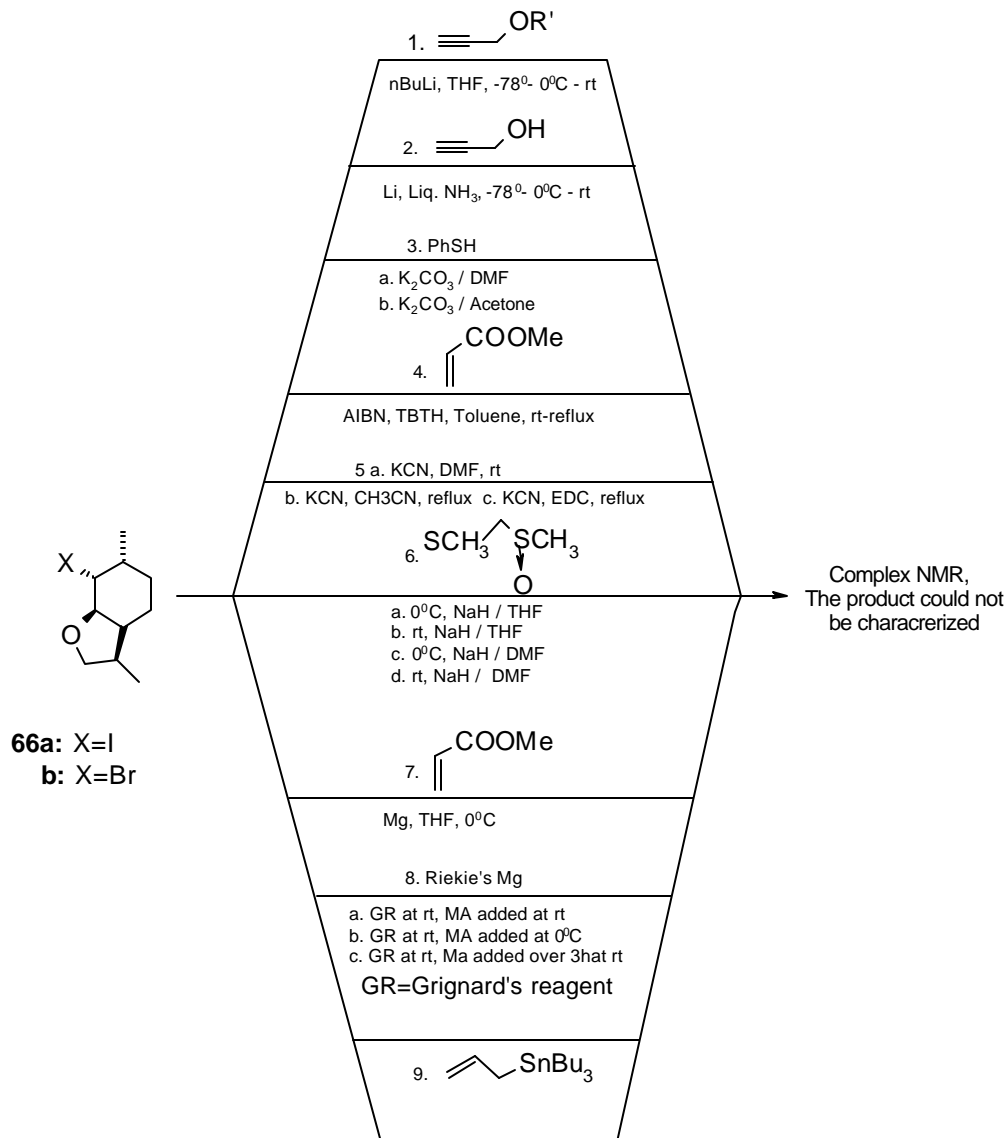 1. OR'
nBuLi, THF, -78⁰- 0⁰C - rt
2. OH
Li, Liq. NH₃, -78⁰- 0⁰C - rt
3. PhSH
a. K₂CO₃ / DMF
b. K₂CO₃ / Acetone
COOMe
4.
AIBN, TBTH, Toluene, rt-reflux
5 a. KCN, DMF, rt
b. KCN, CH3CN, reflux c. KCN, EDC, reflux
6. SCH₃ SCH₃
O
a. 0⁰C, NaH / THF
b. rt, NaH / THF
c. 0⁰C, NaH / DMF
d. rt, NaH / DMF
X
O
66a: X=I
b: X=Br
Complex NMR,
The product could not
be characrerized
COOMe
7.
Mg, THF, 0⁰C
8. Riekie's Mg
a. GR at rt, MA added at rt
b. GR at rt, MA added at 0⁰C
c. GR at rt, Ma added over 3hat rt
GR=Grignard's reagent
9. SnBu₃